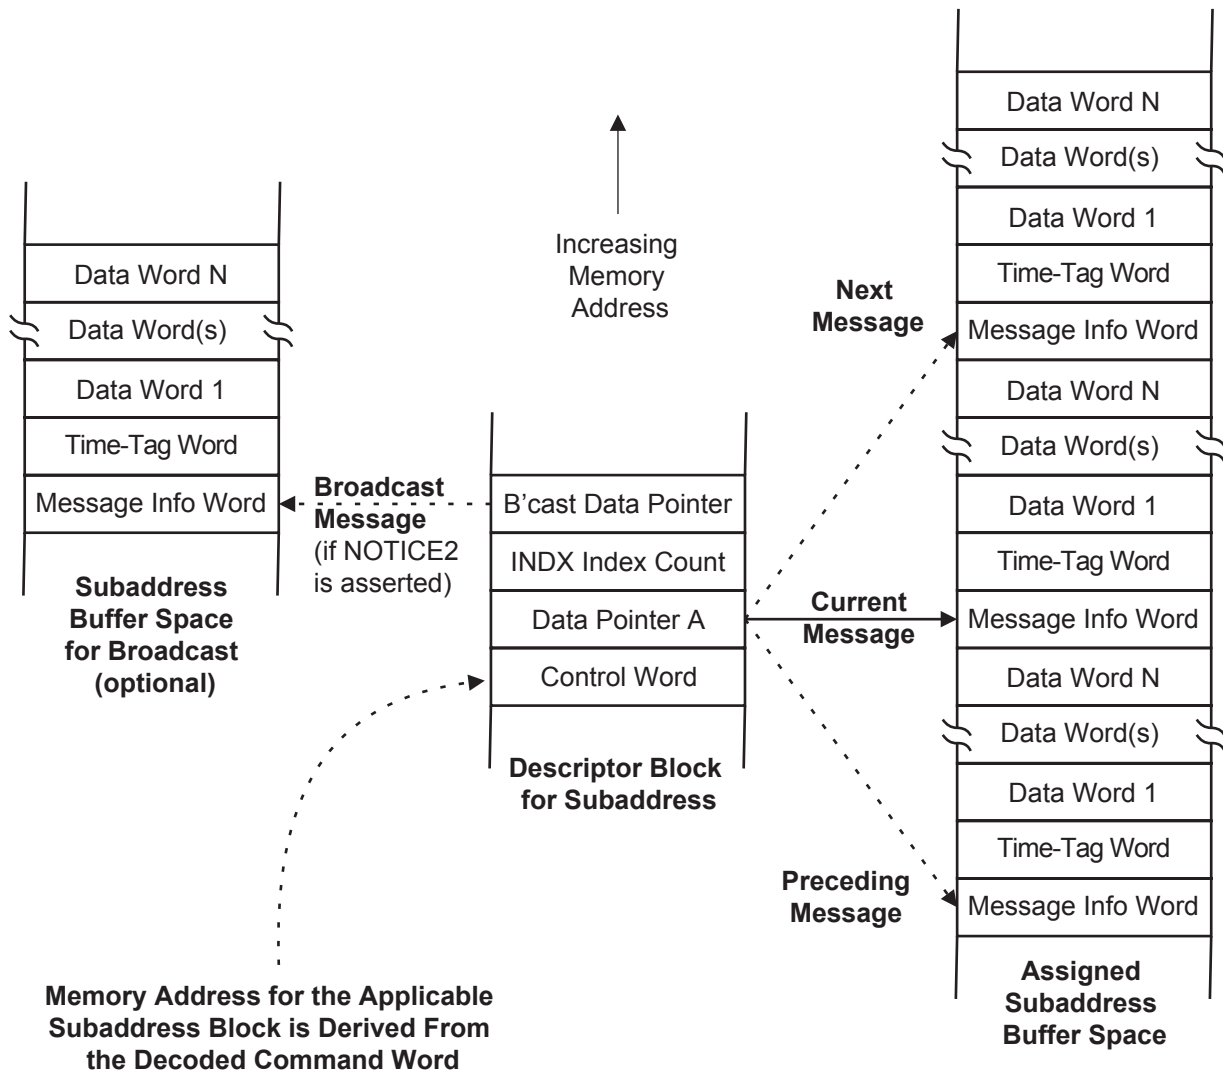 Data Word N
Data Word(s)
Data Word 1
Time-Tag Word
Message Info Word
Subaddress
Buffer Space
for Broadcast
(optional)
Increasing
Memory
Address
Broadcast
Message
(if NOTICE2
is asserted)
B’cast Data Pointer
INDX Index Count
Data Pointer A
Control Word
Descriptor Block
for Subaddress
Memory Address for the Applicable
Subaddress Block is Derived From
the Decoded Command Word
Next
Message
Current
Message
Preceding
Message
Data Word N
Data Word(s)
Data Word 1
Time-Tag Word
Message Info Word
Data Word N
Data Word(s)
Data Word 1
Time-Tag Word
Message Info Word
Data Word N
Data Word(s)
Data Word 1
Time-Tag Word
Message Info Word
Assigned
Subaddress
Buffer Space